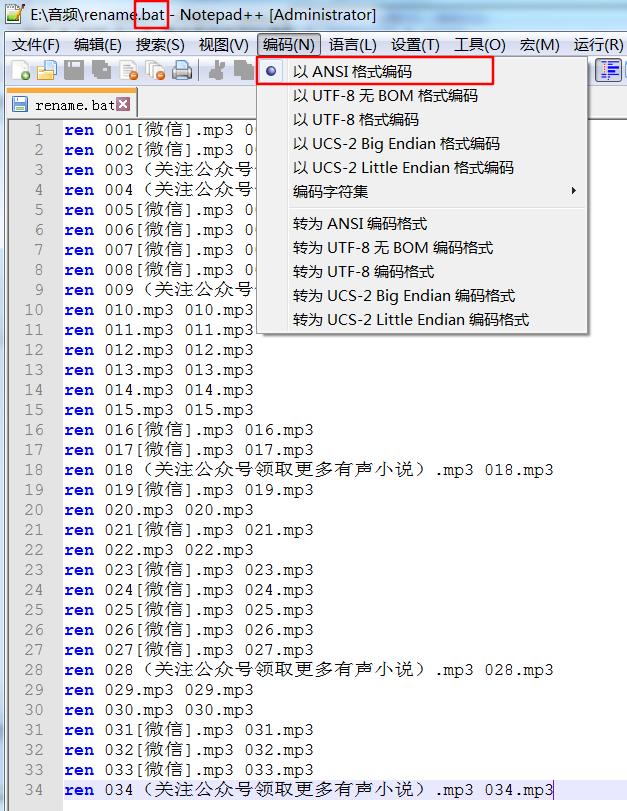 E:\音频\rename.bat - Notepad++ [Administrator]
文件(F) 编辑(E) 搜索(S) 视图(V) 编码(N) 语言(L) 设置(T) 工具(O) 宏(M) 运行(R)
以 ANSI 格式编码
以 UTF-8 无 BOM 格式编码
以 UTF-8 格式编码
以 UCS-2 Big Endian 格式编码
以 UCS-2 Little Endian 格式编码
编码字符集
转为 ANSI 编码格式
转为 UTF-8 无 BOM 编码格式
转为 UTF-8 编码格式
转为 UCS-2 Big Endian 编码格式
转为 UCS-2 Little Endian 编码格式
rename.bat
1 ren 001[微信].mp3
2 ren 002[微信].mp3
3 ren 003（关注公众号
4 ren 004（关注公众号
5 ren 005[微信].mp3
6 ren 006[微信].mp3
7 ren 007[微信].mp3
8 ren 008[微信].mp3
9 ren 009（关注公众号
10 ren 010.mp3 010.mp3
11 ren 011.mp3 011.mp3
12 ren 012.mp3 012.mp3
13 ren 013.mp3 013.mp3
14 ren 014.mp3 014.mp3
15 ren 015.mp3 015.mp3
16 ren 016[微信].mp3 016.mp3
17 ren 017[微信].mp3 017.mp3
18 ren 018（关注公众号领取更多有声小说）.mp3 018.mp3
19 ren 019[微信].mp3 019.mp3
20 ren 020.mp3 020.mp3
21 ren 021[微信].mp3 021.mp3
22 ren 022.mp3 022.mp3
23 ren 023[微信].mp3 023.mp3
24 ren 024[微信].mp3 024.mp3
25 ren 025[微信].mp3 025.mp3
26 ren 026[微信].mp3 026.mp3
27 ren 027[微信].mp3 027.mp3
28 ren 028（关注公众号领取更多有声小说）.mp3 028.mp3
29 ren 029.mp3 029.mp3
30 ren 030.mp3 030.mp3
31 ren 031[微信].mp3 031.mp3
32 ren 032[微信].mp3 032.mp3
33 ren 033[微信].mp3 033.mp3
34 ren 034（关注公众号领取更多有声小说）.mp3 034.mp3